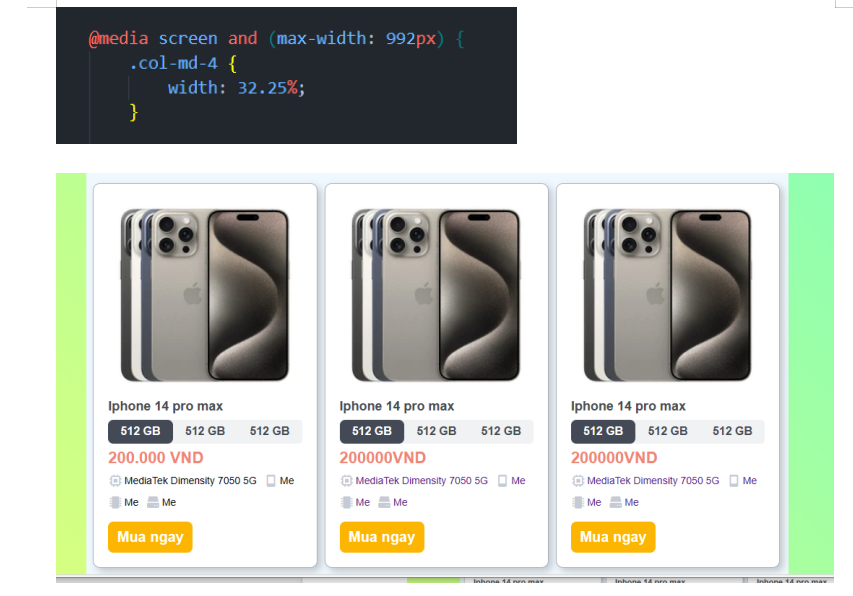 @media screen and (max-width: 992px) {
.col-md-4 {
width: 32.25%;
}
Iphone 14 pro max
512 GB 512 GB 512 GB
200.000 VND
MediaTek Dimensity 7050 5G Me
Me Me
Mua ngay
Iphone 14 pro max
512 GB 512 GB 512 GB
200000VND
MediaTek Dimensity 7050 5G Me
Me Me
Mua ngay
Iphone 14 pro max
512 GB 512 GB 512 GB
200000VND
MediaTek Dimensity 7050 5G Me
Me Me
Mua ngay
Iphone 14 pro max Iphone 14 pro max Iphone 14 pro max